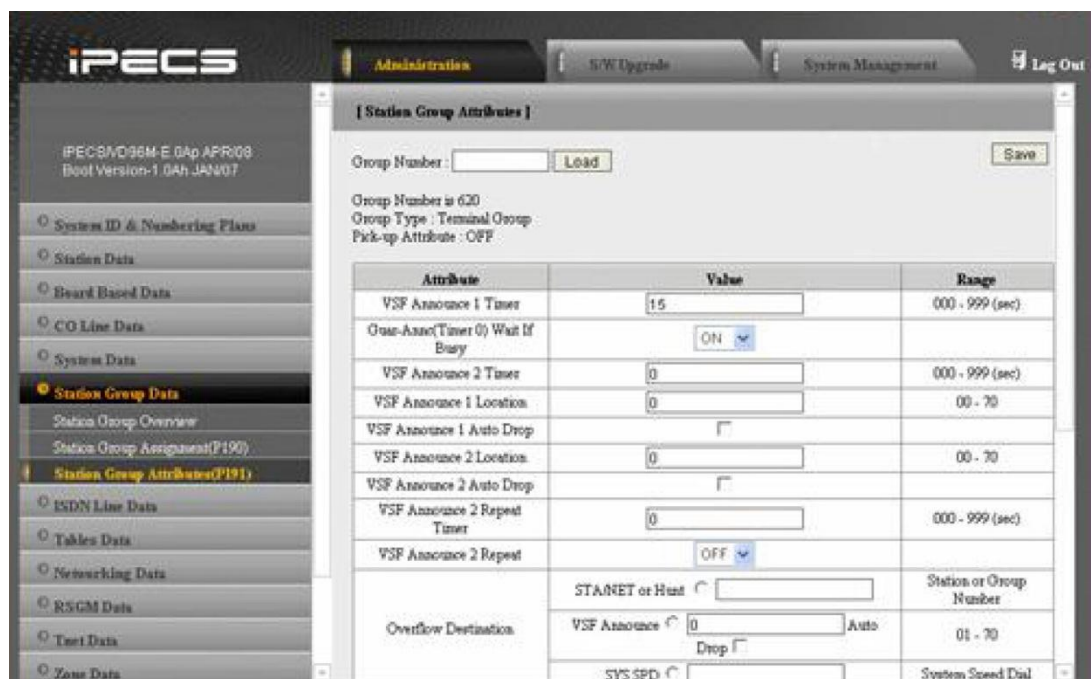 iPECS
Administration
S/W Upgrade
System Management
Log Out
IPECS/VD96M-E.0Ap APR/08
Boot Version-1.0Ah JAN/07
System ID & Numbering Plans
Station Data
Board Based Data
CO Line Data
System Data
Station Group Data
Station Group Overview
Station Group Assignment(P190)
Station Group Attributes(P191)
ISDN Line Data
Tables Data
Networking Data
RSGM Data
Tnet Data
Zone Data
[ Station Group Attributes ]
Group Number : Load
Save
Group Number is 620
Group Type : Terminal Group
Pick-up Attribute : OFF
Attribute Value Range
VSF Announce 1 Timer 15 000 - 999 (sec)
Guar-Annc(Timer 0) Wait If
Busy ON
VSF Announce 2 Timer 0 000 - 999 (sec)
VSF Announce 1 Location 0 00 - 70
VSF Announce 1 Auto Drop
VSF Announce 2 Location 0 00 - 70
VSF Announce 2 Auto Drop
VSF Announce 2 Repeat
Timer 0 000 - 999 (sec)
VSF Announce 2 Repeat OFF
Overflow Destination
STA/NET or Hunt Station or Group
Number
VSF Announce 0 Auto
Drop 01 - 70
SYS SPD System Speed Dial